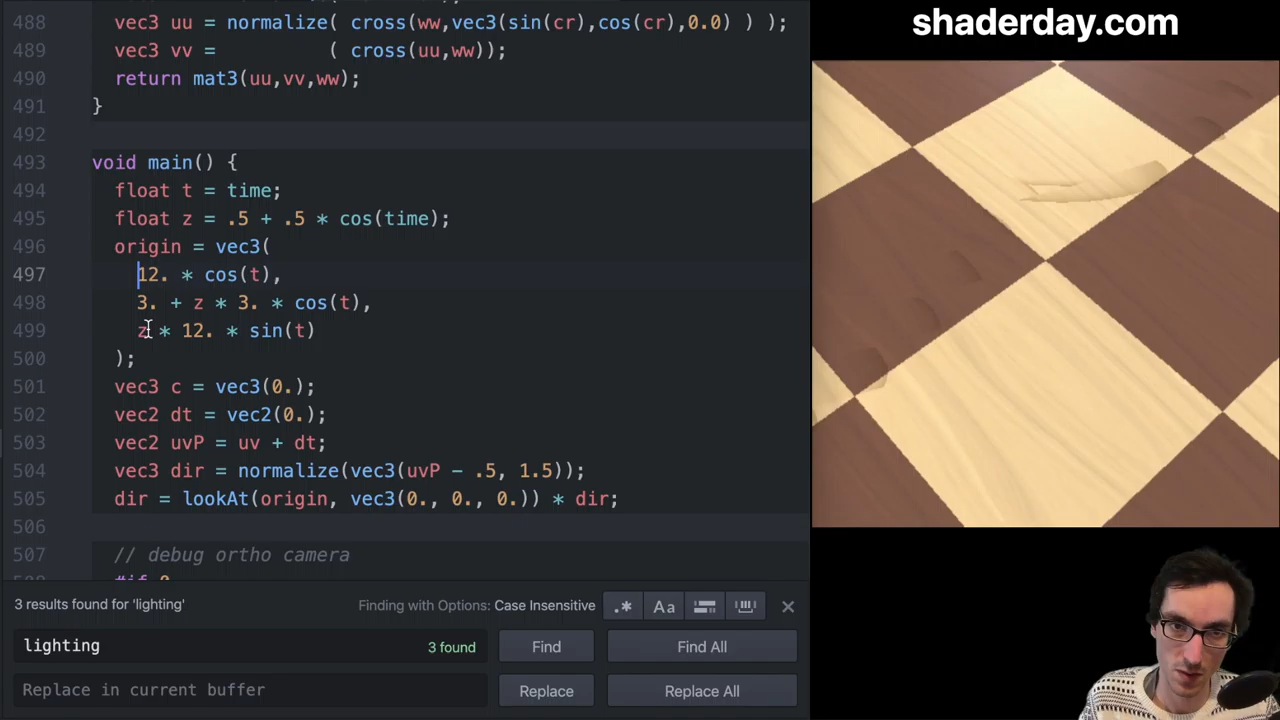 shaderday.com
488 vec3 uu = normalize( cross(ww,vec3(sin(cr),cos(cr),0.0) ) );
489 vec3 vv =          ( cross(uu,ww));
490 return mat3(uu,vv,ww);
491 }
492
493 void main() {
494 float t = time;
495 float z = .5 + .5 * cos(time);
496 origin = vec3(
497 12. * cos(t),
498 3. + z * 3. * cos(t),
499 z * 12. * sin(t)
500 );
501 vec3 c = vec3(0.);
502 vec2 dt = vec2(0.);
503 vec2 uvP = uv + dt;
504 vec3 dir = normalize(vec3(uvP - .5, 1.5));
505 dir = lookAt(origin, vec3(0., 0., 0.)) * dir;
506
507 // debug ortho camera
3 results found for 'lighting' Finding with Options: Case Insensitive .* Aa
lighting 3 found Find Find All
Replace in current buffer Replace Replace All